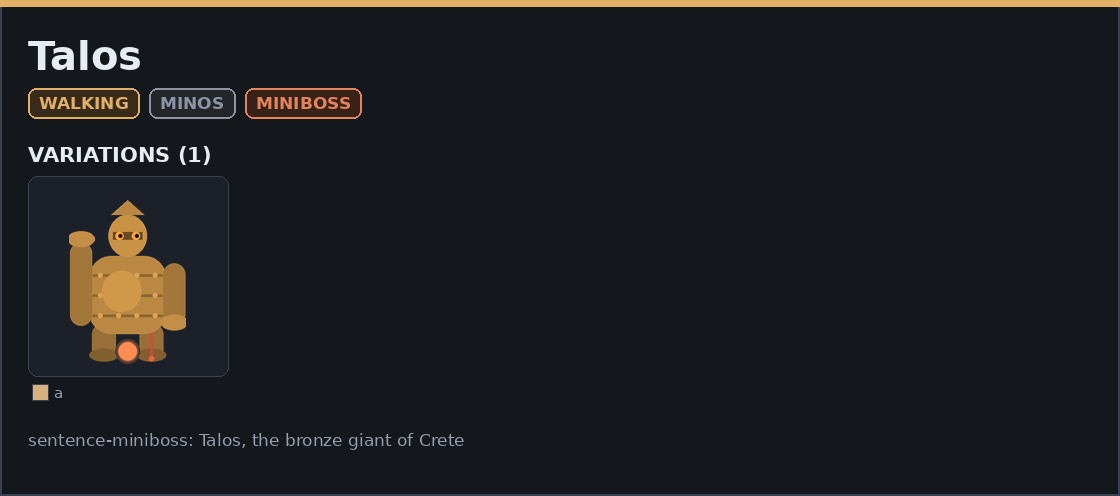 Talos
WALKING MINOS MINIBOSS
VARIATIONS (1)
a
sentence-miniboss: Talos, the bronze giant of Crete